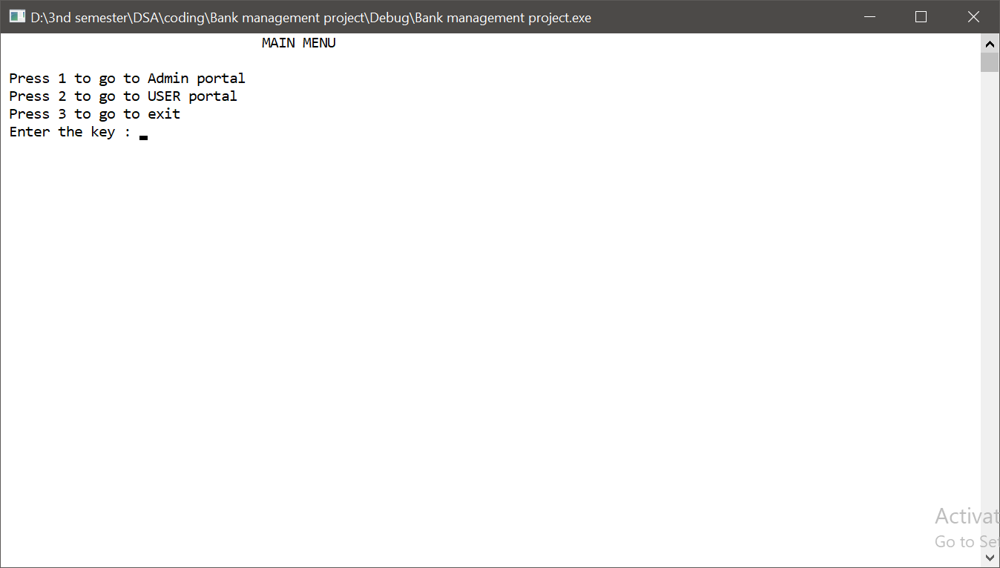 D:\3nd semester\DSA\coding\Bank management project\Debug\Bank management project.exe
MAIN MENU
Press 1 to go to Admin portal
Press 2 to go to USER portal
Press 3 to go to exit
Enter the key :
Activat
Go to Set